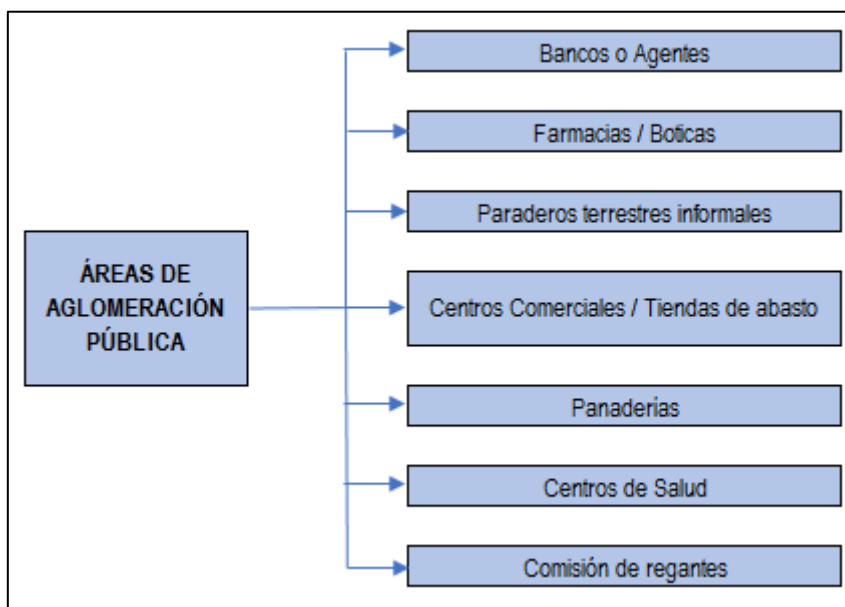 Bancos o Agentes
Farmacias / Boticas
Paraderos terrestres informales
ÁREAS DE
AGLOMERACIÓN
PÚBLICA
Centros Comerciales / Tiendas de abasto
Panaderías
Centros de Salud
Comisión de regantes